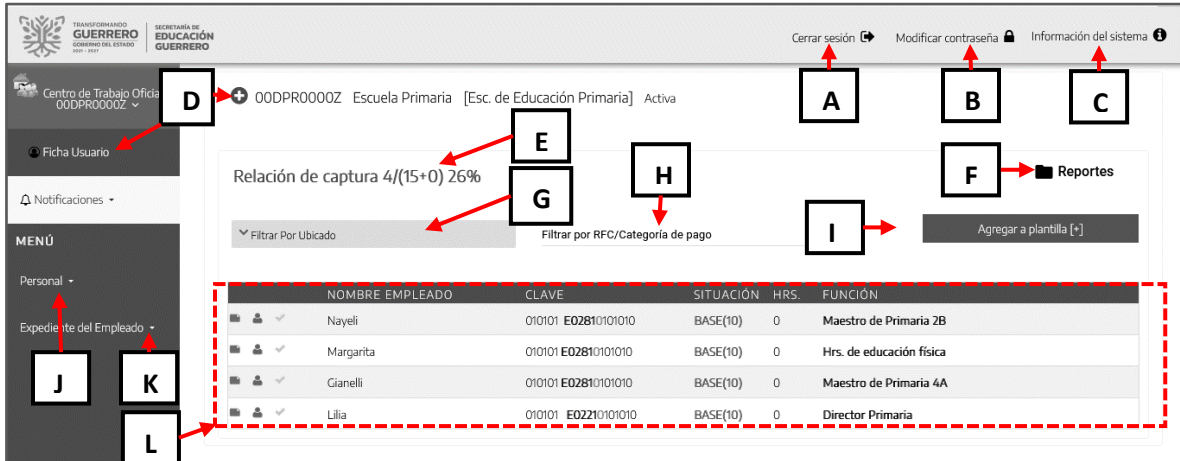 TRANSFORMANDO
GUERRERO
GOBIERNO DEL ESTADO
2021 - 2027
SECRETARÍA DE
EDUCACIÓN
GUERRERO
Cerrar sesión
Modificar contraseña
Información del sistema
A
B
C
Centro de Trabajo Oficia
00DPR0000Z
D
00DPR0000Z Escuela Primaria [Esc. de Educación Primaria] Activa
Ficha Usuario
E
Relación de captura 4/(15+0) 26%
H
F
Reportes
Notificaciones
G
Filtrar Por Ubicado
Filtrar por RFC/Categoría de pago
I
Agregar a plantilla [+]
MENÚ
Personal
Expediente del Empleado
J
K
L
NOMBRE EMPLEADO CLAVE SITUACIÓN HRS. FUNCIÓN
Nayeli 010101 E02810101010 BASE(10) 0 Maestro de Primaria 2B
Margarita 010101 E02810101010 BASE(10) 0 Hrs. de educación física
Gianelli 010101 E02810101010 BASE(10) 0 Maestro de Primaria 4A
Lilia 010101 E02210101010 BASE(10) 0 Director Primaria